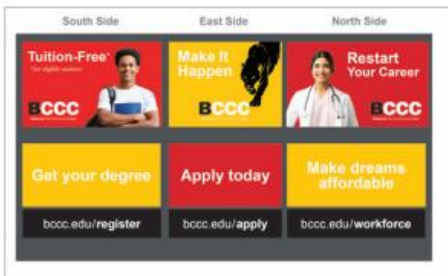 South Side
East Side
North Side
Tuition-Free*
*for eligible students
BCCC
Make It
Happen
BCCC
Restart
Your Career
BCCC
Get your degree
Apply today
Make dreams
affordable
bccc.edu/register
bccc.edu/apply
bccc.edu/workforce